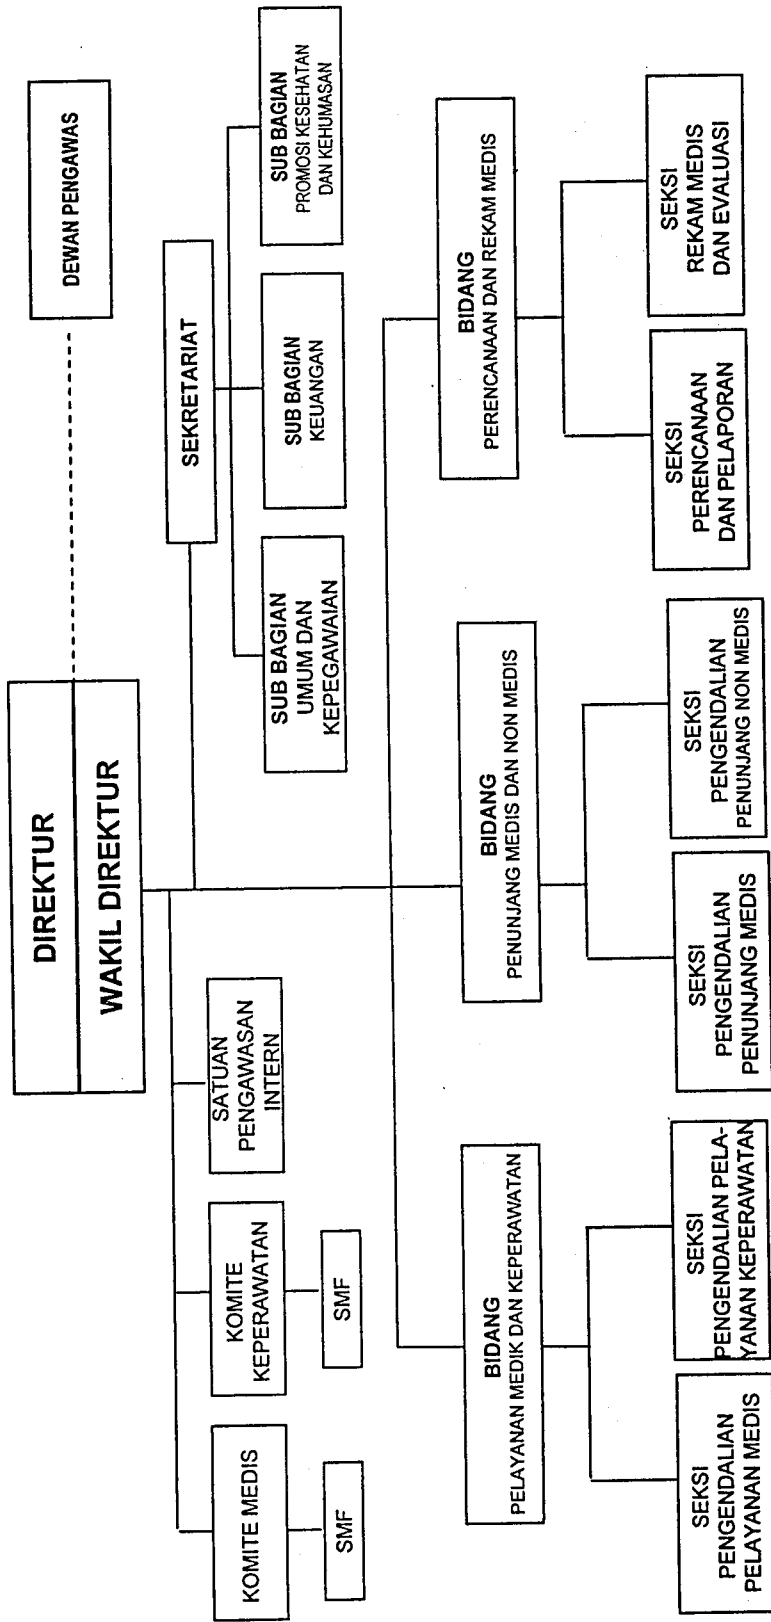 DIREKTUR
WAKIL DIREKTUR
DEWAN PENGAWAS
SEKRETARIAT
SUB BAGIAN
UMUM DAN
KEPEGAWAIAN
SUB BAGIAN
KEUANGAN
SUB BAGIAN
PROMOSI KESEHATAN
DAN KEHUMASAN
KOMITE MEDIS
SMF
KOMITE
KEPERAWATAN
SMF
SATUAN
PENGAWASAN
INTERN
BIDANG
PELAYANAN MEDIK DAN KEPERAWATAN
BIDANG
PENUNJANG MEDIS DAN NON MEDIS
BIDANG
PERENCANAAN DAN REKAM MEDIS
SEKSI
PENGENDALIAN
PELAYANAN MEDIS
SEKSI
PENGENDALIAN PELA-
YANAN KEPERAWATAN
SEKSI
PENGENDALIAN
PENUNJANG MEDIS
SEKSI
PENGENDALIAN
PENUNJANG NON MEDIS
SEKSI
PERENCANAAN
DAN PELAPORAN
SEKSI
REKAM MEDIS
DAN EVALUASI